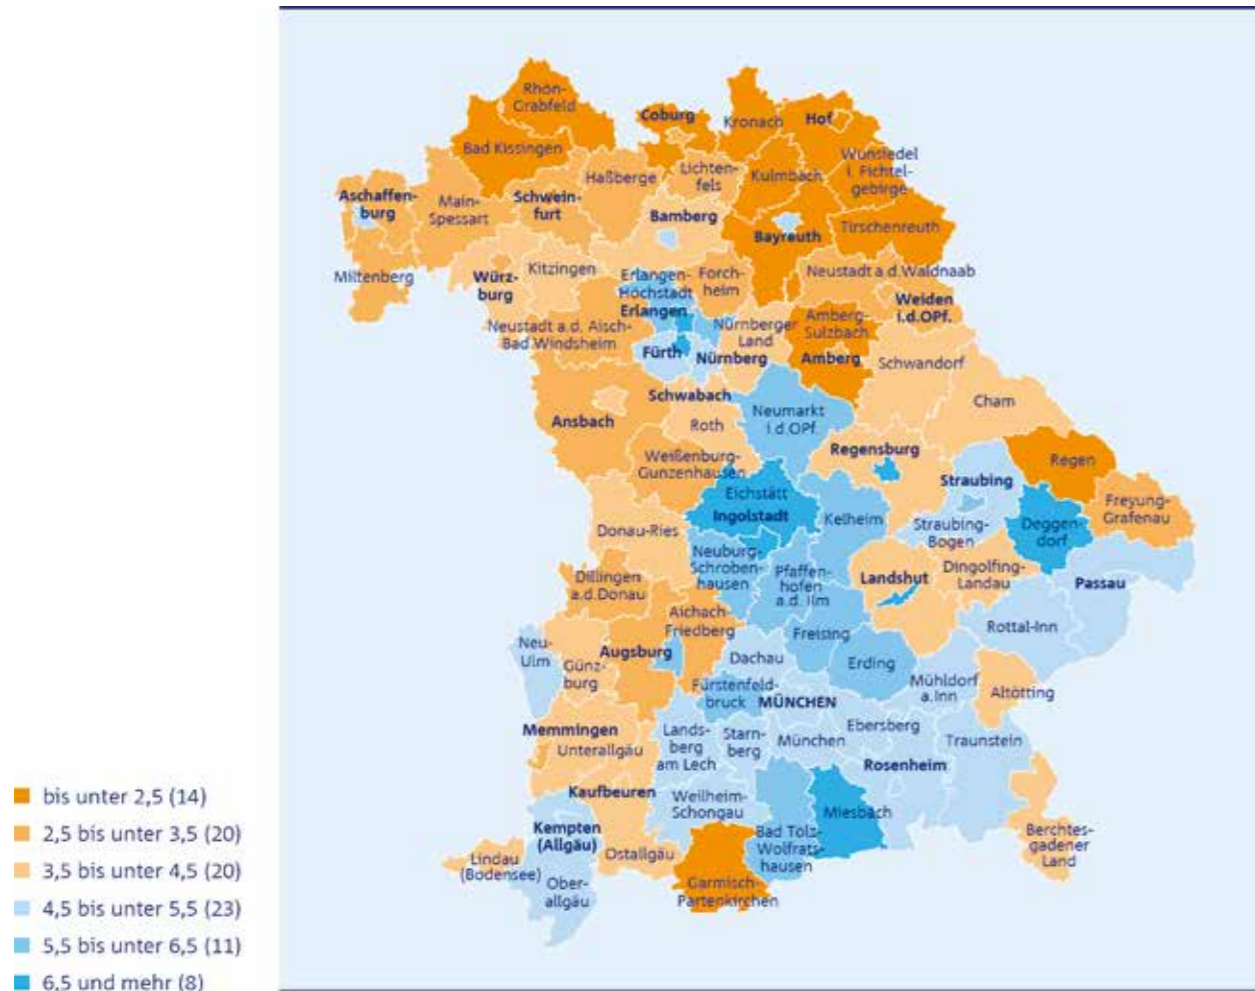 Rhön-
Grabfeld
Coburg
Kronach
Hof
Bad Kissingen
Wunsiedel
i. Fichtel-
gebirge
Kulmbach
Lichten-
fels
Haßberge
Aschaffen-
burg
Main-
Spessart
Schwein-
furt
Bamberg
Bayreuth
Tirschenreuth
Miltenberg
Würz-
burg
Kitzingen
Erlangen-
Höchstadt
Erlangen
Forch-
heim
Neustadt a.d.Waldnaab
Weiden
i.d.OPf.
Neustadt a.d. Aisch-
Bad Windsheim
Fürth
Nürnberg
Nürnberger
Land
Amberg-
Sulzbach
Amberg
Schwandorf
Cham
Schwabach
Ansbach
Roth
Neumarkt
i.d.OPf.
Regensburg
Straubing
Regen
Weißenburg-
Gunzenhausen
Eichstätt
Ingolstadt
Kelheim
Straubing-
Bogen
Deggen-
dorf
Freyung-
Grafenau
Donau-Ries
Neuburg-
Schroben-
hausen
Pfaffen-
hofen
a.d. Ilm
Landshut
Dingolfing-
Landau
Passau
Dillingen
a.d.Donau
Aichach-
Friedberg
Rottal-Inn
Neu-
Ulm
Günz-
burg
Augsburg
Dachau
Freising
Erding
Mühldorf
a.Inn
Altötting
Fürstenfeld-
bruck
MÜNCHEN
Memmingen
Unterallgäu
Lands-
berg
am Lech
Starn-
berg
München
Ebersberg
Traunstein
Rosenheim
Kaufbeuren
Weilheim-
Schongau
Miesbach
Kempten
(Allgäu)
Ostallgäu
Bad Tölz-
Wolfrats-
hausen
Berchtes-
gadener
Land
Lindau
(Bodensee)
Ober-
allgäu
Garmisch-
Partenkirchen
bis unter 2,5 (14)
2,5 bis unter 3,5 (20)
3,5 bis unter 4,5 (20)
4,5 bis unter 5,5 (23)
5,5 bis unter 6,5 (11)
6,5 und mehr (8)